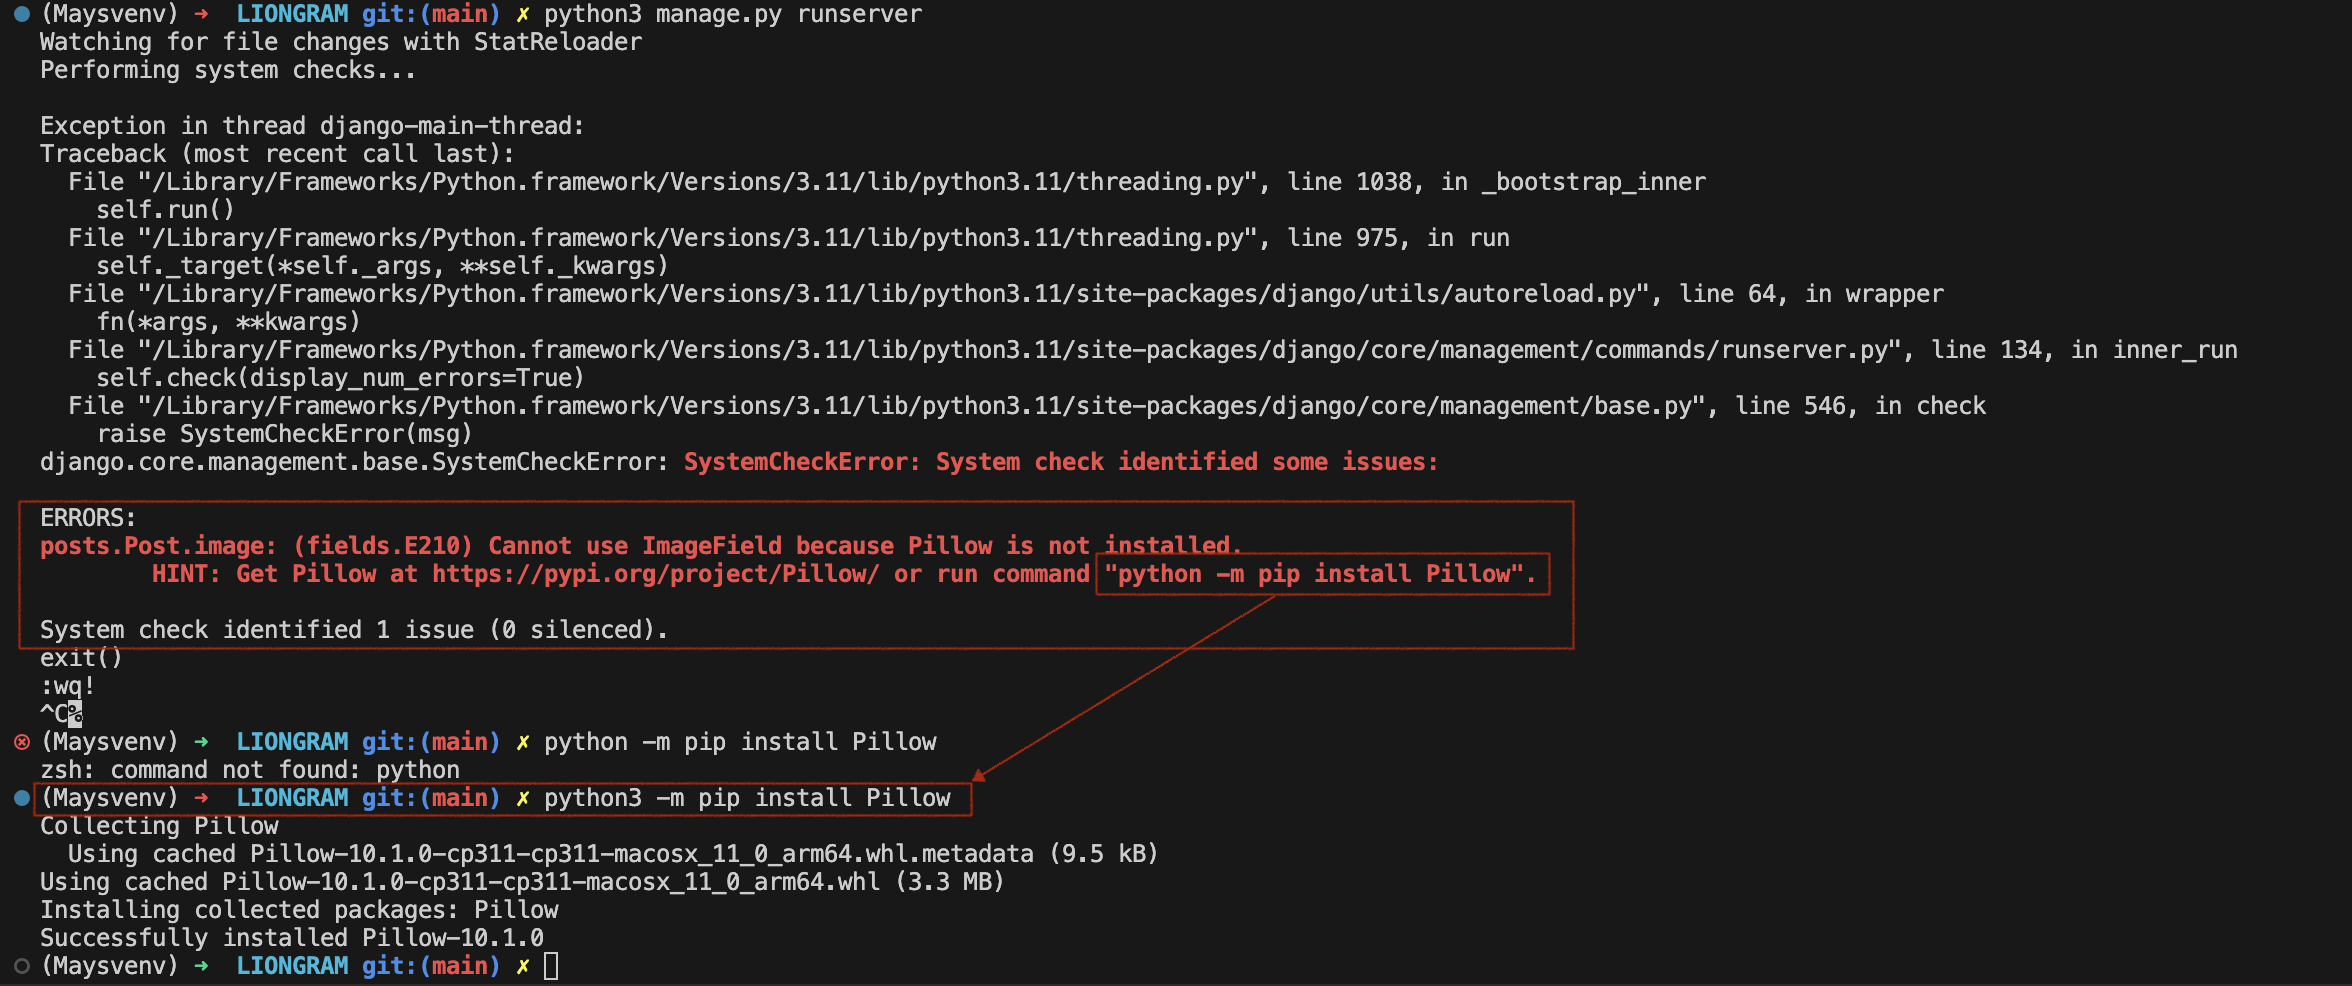 (Maysvenv) ➜  LIONGRAM git:(main) ✗ python3 manage.py runserver
Watching for file changes with StatReloader
Performing system checks...

Exception in thread django-main-thread:
Traceback (most recent call last):
  File "/Library/Frameworks/Python.framework/Versions/3.11/lib/python3.11/threading.py", line 1038, in _bootstrap_inner
    self.run()
  File "/Library/Frameworks/Python.framework/Versions/3.11/lib/python3.11/threading.py", line 975, in run
    self._target(*self._args, **self._kwargs)
  File "/Library/Frameworks/Python.framework/Versions/3.11/lib/python3.11/site-packages/django/utils/autoreload.py", line 64, in wrapper
    fn(*args, **kwargs)
  File "/Library/Frameworks/Python.framework/Versions/3.11/lib/python3.11/site-packages/django/core/management/commands/runserver.py", line 134, in inner_run
    self.check(display_num_errors=True)
  File "/Library/Frameworks/Python.framework/Versions/3.11/lib/python3.11/site-packages/django/core/management/base.py", line 546, in check
    raise SystemCheckError(msg)
django.core.management.base.SystemCheckError: SystemCheckError: System check identified some issues:

ERRORS:
posts.Post.image: (fields.E210) Cannot use ImageField because Pillow is not installed.
        HINT: Get Pillow at https://pypi.org/project/Pillow/ or run command "python -m pip install Pillow".

System check identified 1 issue (0 silenced).
exit()
:wq!
^C%
(Maysvenv) ➜  LIONGRAM git:(main) ✗ python -m pip install Pillow
zsh: command not found: python
(Maysvenv) ➜  LIONGRAM git:(main) ✗ python3 -m pip install Pillow
Collecting Pillow
  Using cached Pillow-10.1.0-cp311-cp311-macosx_11_0_arm64.whl.metadata (9.5 kB)
Using cached Pillow-10.1.0-cp311-cp311-macosx_11_0_arm64.whl (3.3 MB)
Installing collected packages: Pillow
Successfully installed Pillow-10.1.0
(Maysvenv) ➜  LIONGRAM git:(main) ✗